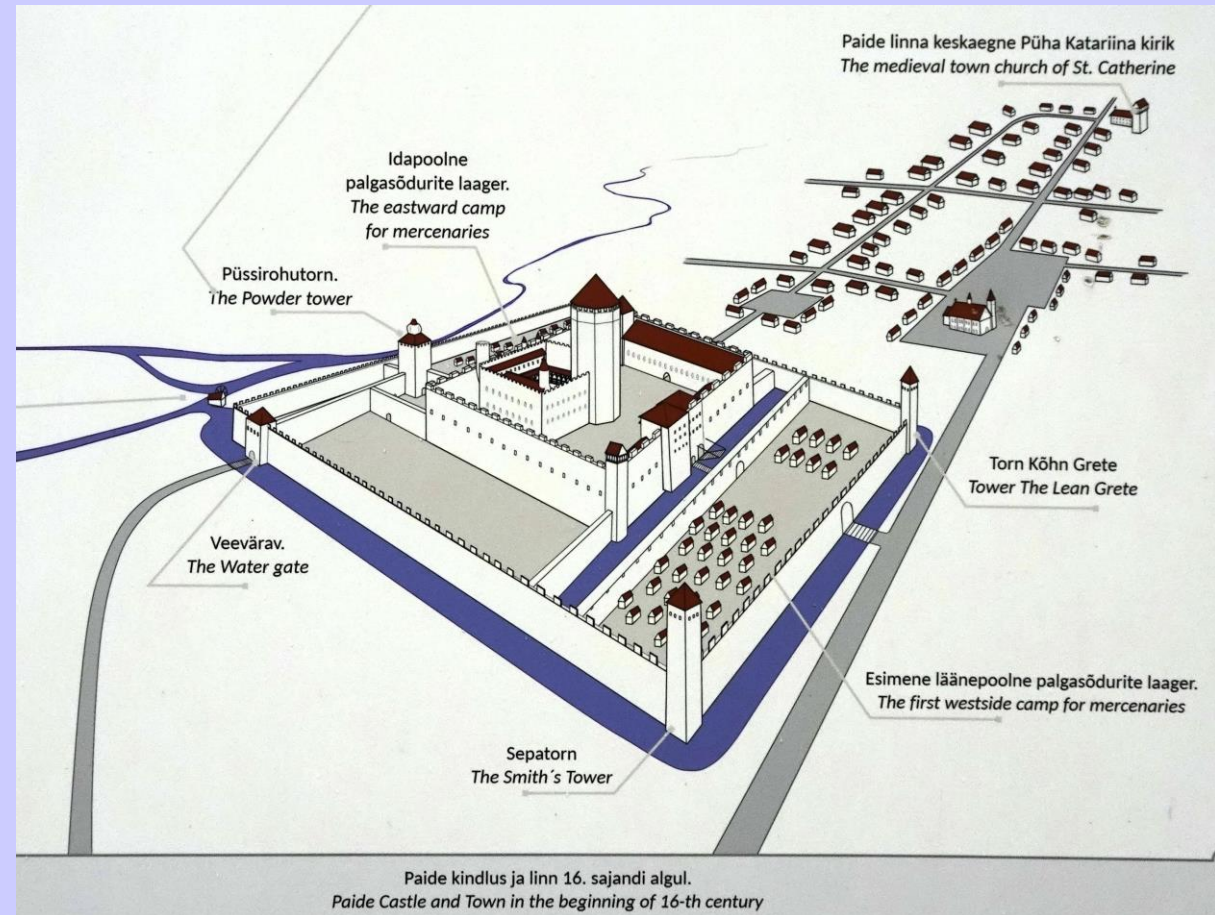 Paide linna keskaegne Püha Katariina kirik
The medieval town church of St. Catherine
Idapoolne
palgasõdurite laager.
The eastward camp
for mercenaries
Püssirohutorn.
The Powder tower
Torn Kõhn Grete
Tower The Lean Grete
Veevärav.
The Water gate
Esimene läänepoolne palgasõdurite laager.
The first westside camp for mercenaries
Sepatorn
The Smith´s Tower
Paide kindlus ja linn 16. sajandi algul.
Paide Castle and Town in the beginning of 16-th century